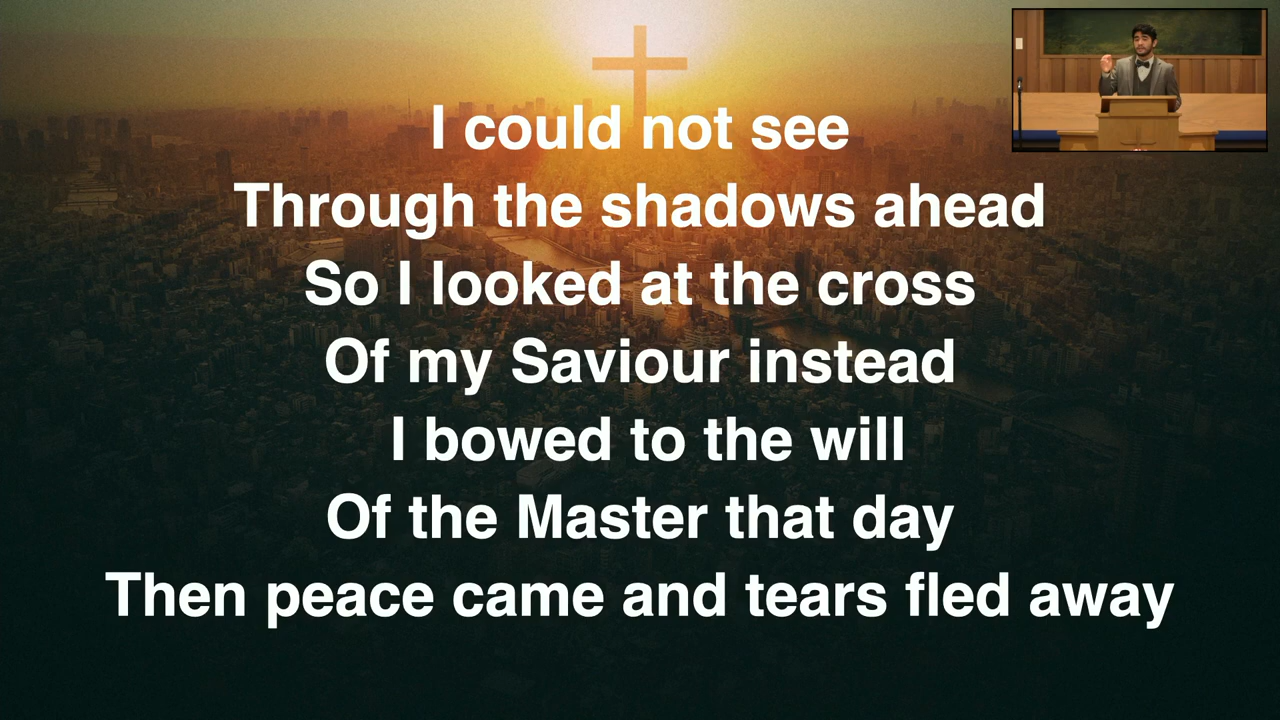 I could not see
Through the shadows ahead
So I looked at the cross
Of my Saviour instead
I bowed to the will
Of the Master that day
Then peace came and tears fled away